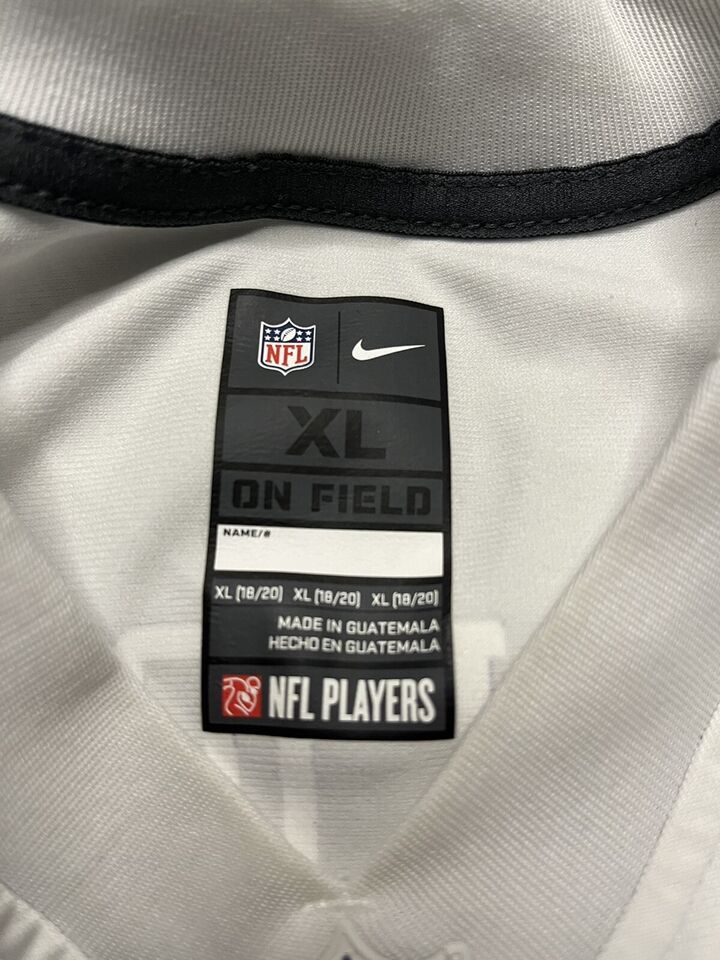 NFL
XL
ON FIELD
NAME/#
XL (18/20) XL (18/20) XL (18/20)
MADE IN GUATEMALA
HECHO EN GUATEMALA
NFL PLAYERS